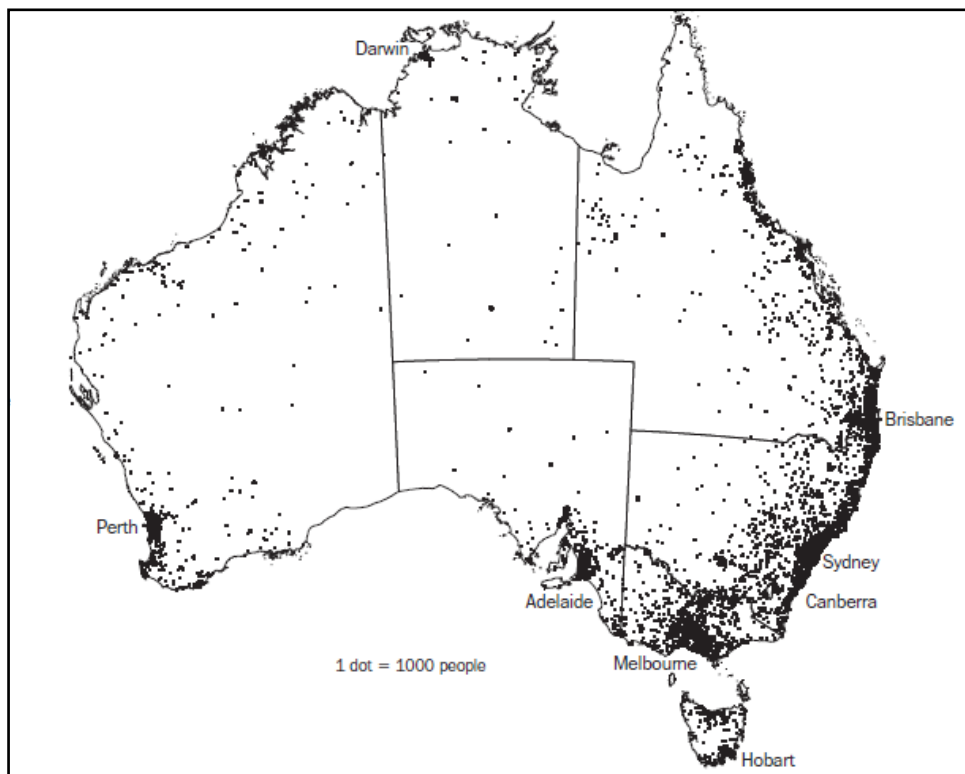 Darwin
Brisbane
Perth
Sydney
Adelaide
Canberra
Melbourne
1 dot = 1000 people
Hobart